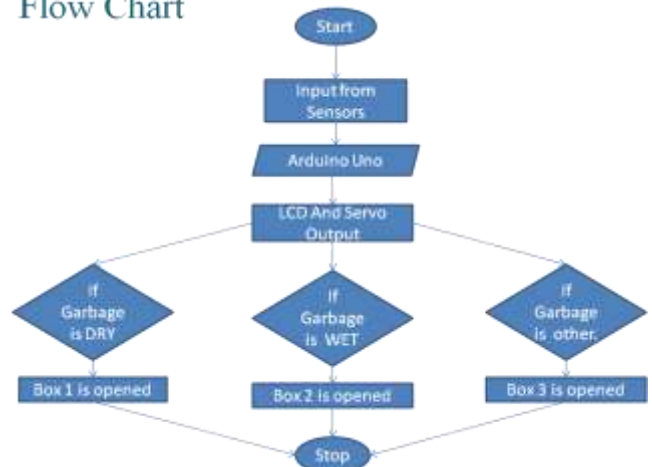 Flow Chart
Start
Input from
Sensors
Arduino Uno
LCD And Servo
Output
If
Garbage
is DRY
If
Garbage
is WET
If
Garbage
is other.
Box 1 is opened
Box 2 is opened
Box 3 is opened
Stop